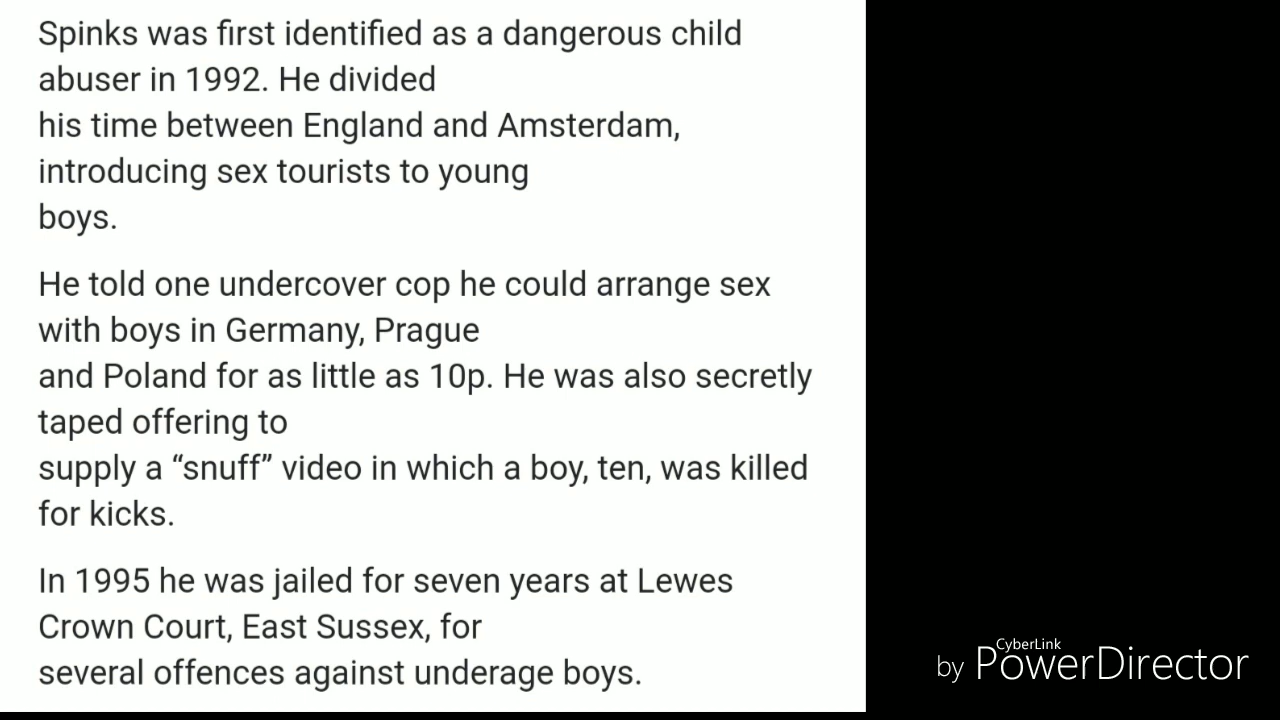 Spinks was first identified as a dangerous child
abuser in 1992. He divided
his time between England and Amsterdam,
introducing sex tourists to young
boys.
He told one undercover cop he could arrange sex
with boys in Germany, Prague
and Poland for as little as 10p. He was also secretly
taped offering to
supply a “snuff” video in which a boy, ten, was killed
for kicks.
In 1995 he was jailed for seven years at Lewes
Crown Court, East Sussex, for
several offences against underage boys.
CyberLink
by PowerDirector